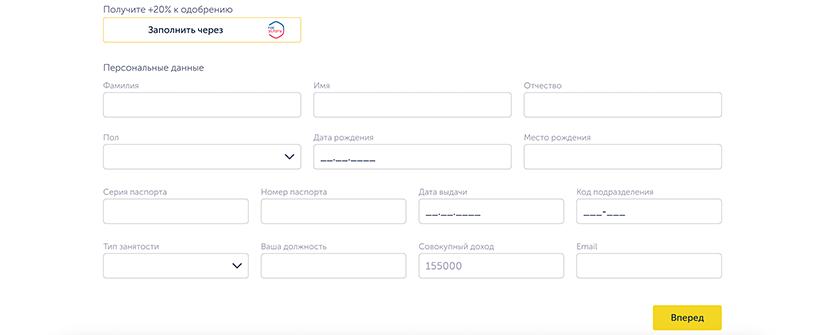 Получите +20% к одобрению
Заполнить через госуслуги
Персональные данные
Фамилия Имя Отчество
Пол Дата рождения Место рождения
__.__.____
Серия паспорта Номер паспорта Дата выдачи Код подразделения
__.__.____ ___-___
Тип занятости Ваша должность Совокупный доход Email
155000
Вперед